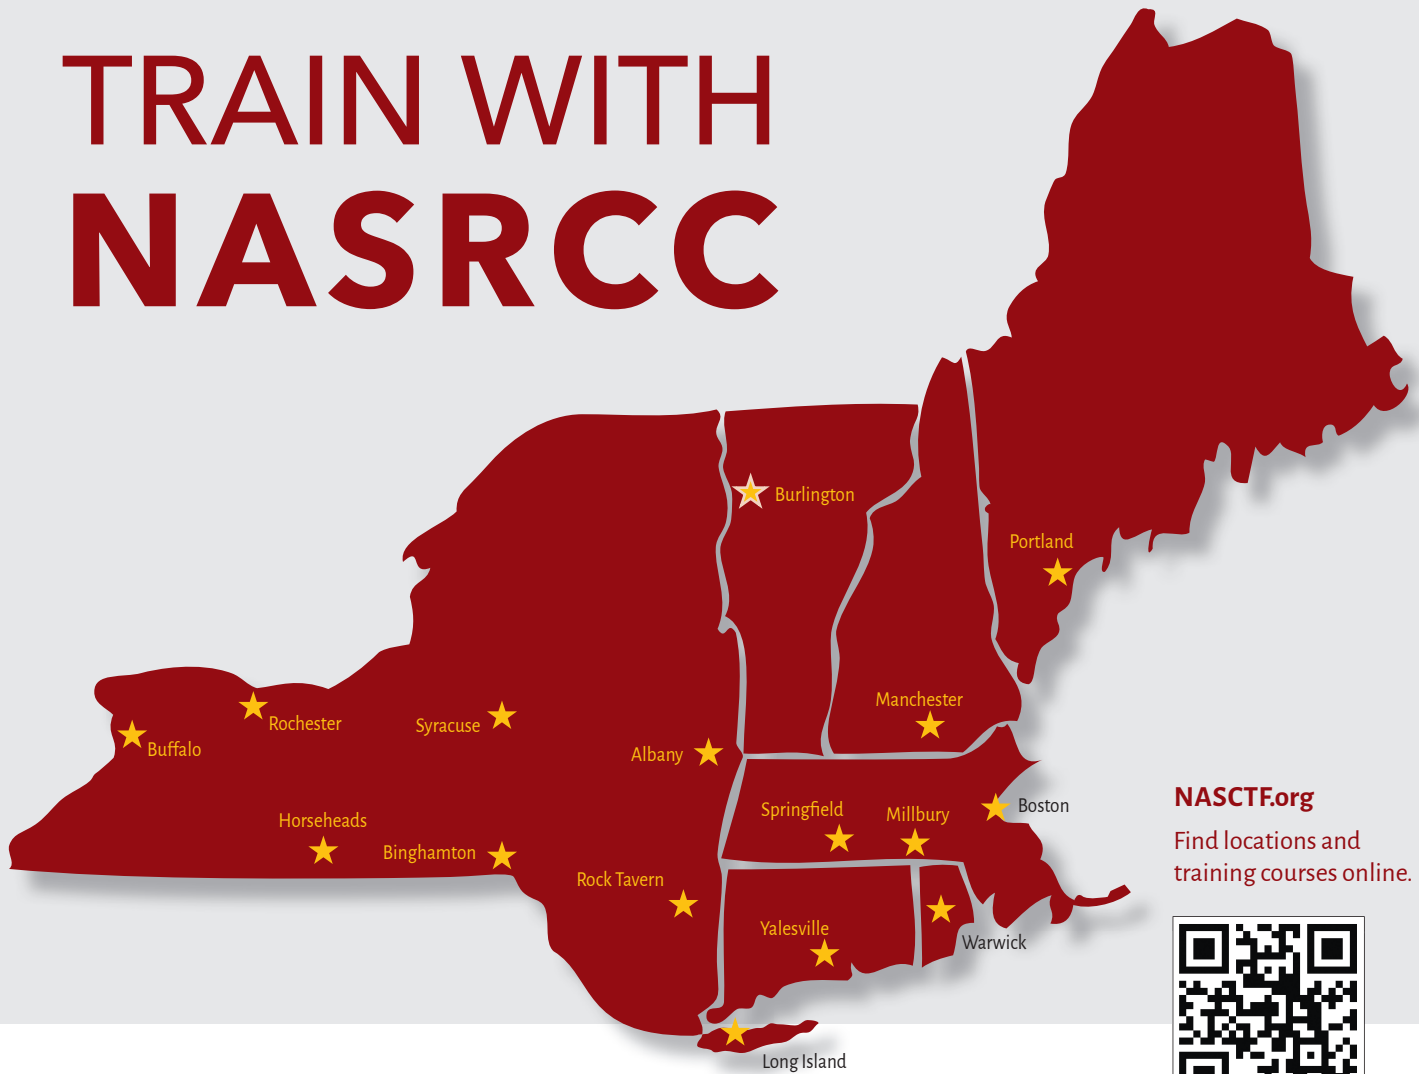 TRAIN WITH
NASRCC
Burlington
Portland
Manchester
Rochester
Syracuse
Buffalo
Albany
Springfield
Millbury
Boston
Horseheads
Binghamton
Rock Tavern
Yalesville
Warwick
Long Island
NASCTF.org
Find locations and
training courses online.